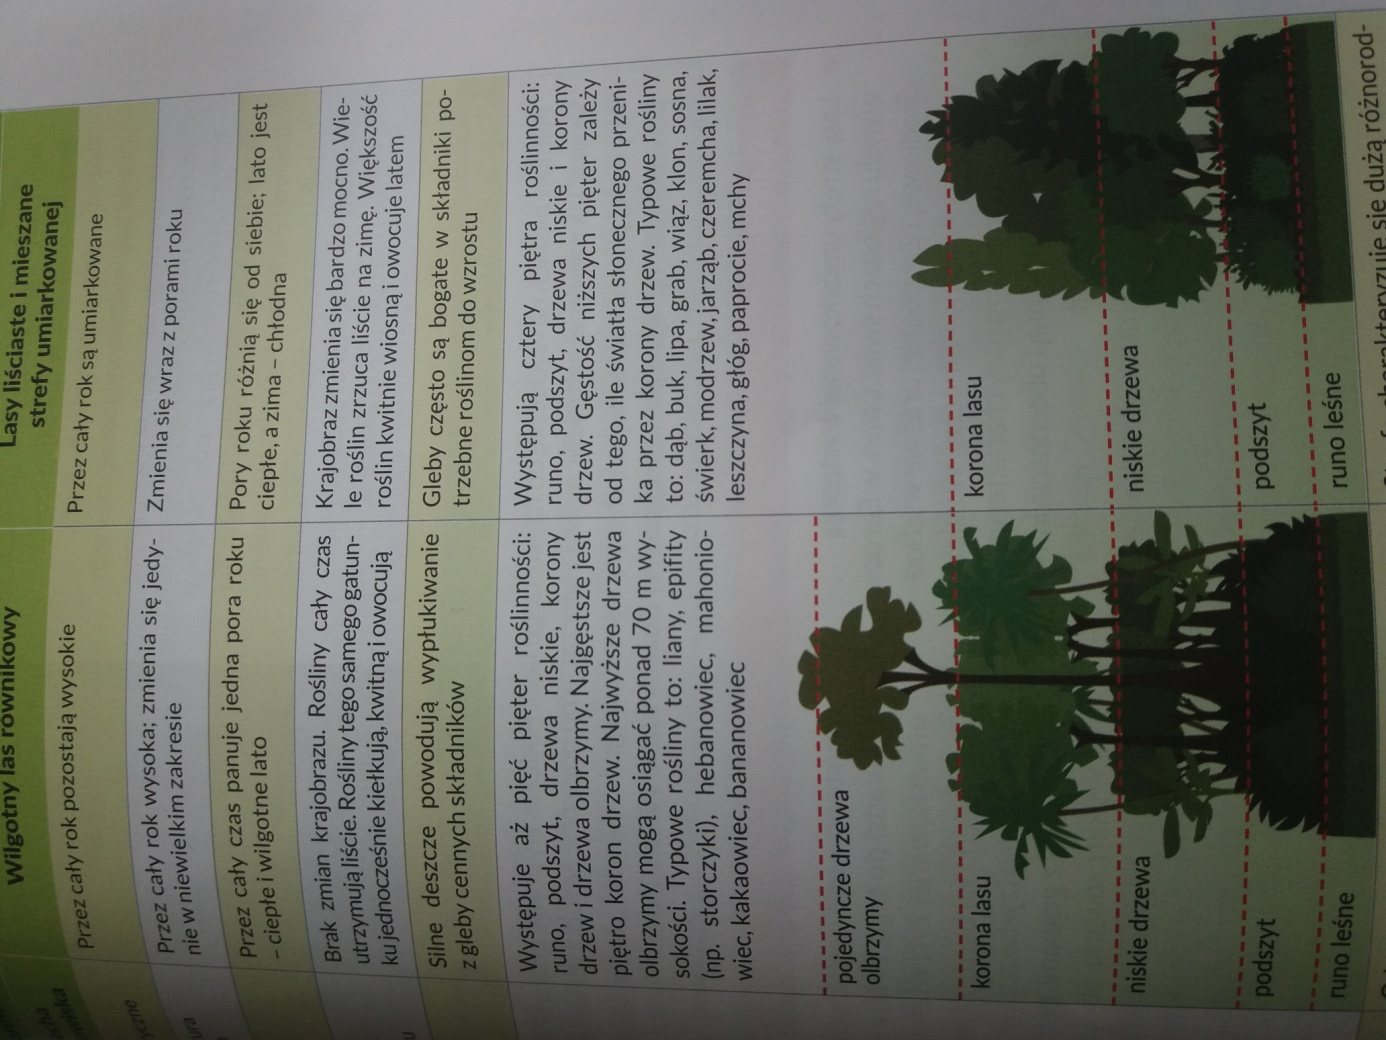 Wilgotny las równikowy
Lasy liściaste i mieszane
strefy umiarkowanej
Przez cały rok pozostają wysokie
Przez cały rok są umiarkowane
Przez cały rok wysoka; zmienia się jedy-
nie w niewielkim zakresie
Zmienia się wraz z porami roku
Przez cały czas panuje jedna pora roku
– ciepłe i wilgotne lato
Pory roku różnią się od siebie; lato jest
ciepłe, a zima – chłodna
Brak zmian krajobrazu. Rośliny cały czas
utrzymują liście. Rośliny tego samego gatun-
ku jednocześnie kiełkują, kwitną i owocują
Krajobraz zmienia się bardzo mocno. Wie-
le roślin zrzuca liście na zimę. Większość
roślin kwitnie wiosną i owocuje latem
Silne deszcze powodują wypłukiwanie
z gleby cennych składników
Gleby często są bogate w składniki po-
trzebne roślinom do wzrostu
Występuje aż pięć pięter roślinności:
runo, podszyt, drzewa niskie, korony
drzew i drzewa olbrzymy. Najgęstsze jest
piętro koron drzew. Najwyższe drzewa
olbrzymy mogą osiągać ponad 70 m wy-
sokości. Typowe rośliny to: liany, epifity
(np. storczyki), hebanowiec, mahonio-
wiec, kakaowiec, bananowiec
Występują cztery piętra roślinności:
runo, podszyt, drzewa niskie i korony
drzew. Gęstość niższych pięter zależy
od tego, ile światła słonecznego przeni-
ka przez korony drzew. Typowe rośliny
to: dąb, buk, lipa, grab, wiąz, klon, sosna,
świerk, modrzew, jarząb, czeremcha, lilak,
leszczyna, głóg, paprocie, mchy
pojedyncze drzewa
olbrzymy
korona lasu
niskie drzewa
podszyt
runo leśne
korona lasu
niskie drzewa
podszyt
runo leśne
charakteryzuje się dużą różnorod-